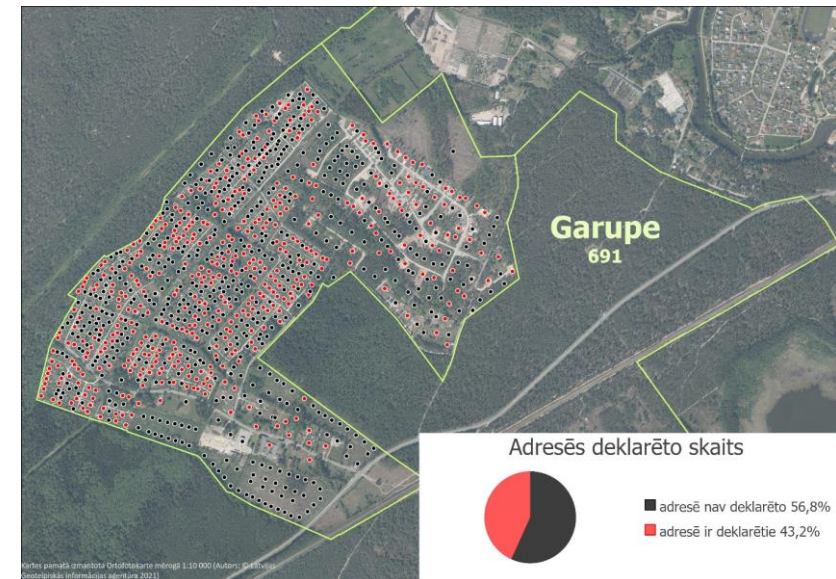 Garupe
691
Adresēs deklarēto skaits
adresē nav deklarēto 56,8%
adresē ir deklarētie 43,2%
Kartes pamatā izmantota Ortofotokarte mērogā 1:10 000 (Autors: © Latvijas
Ģeotelpiskās informācijas aģentūra 2021)